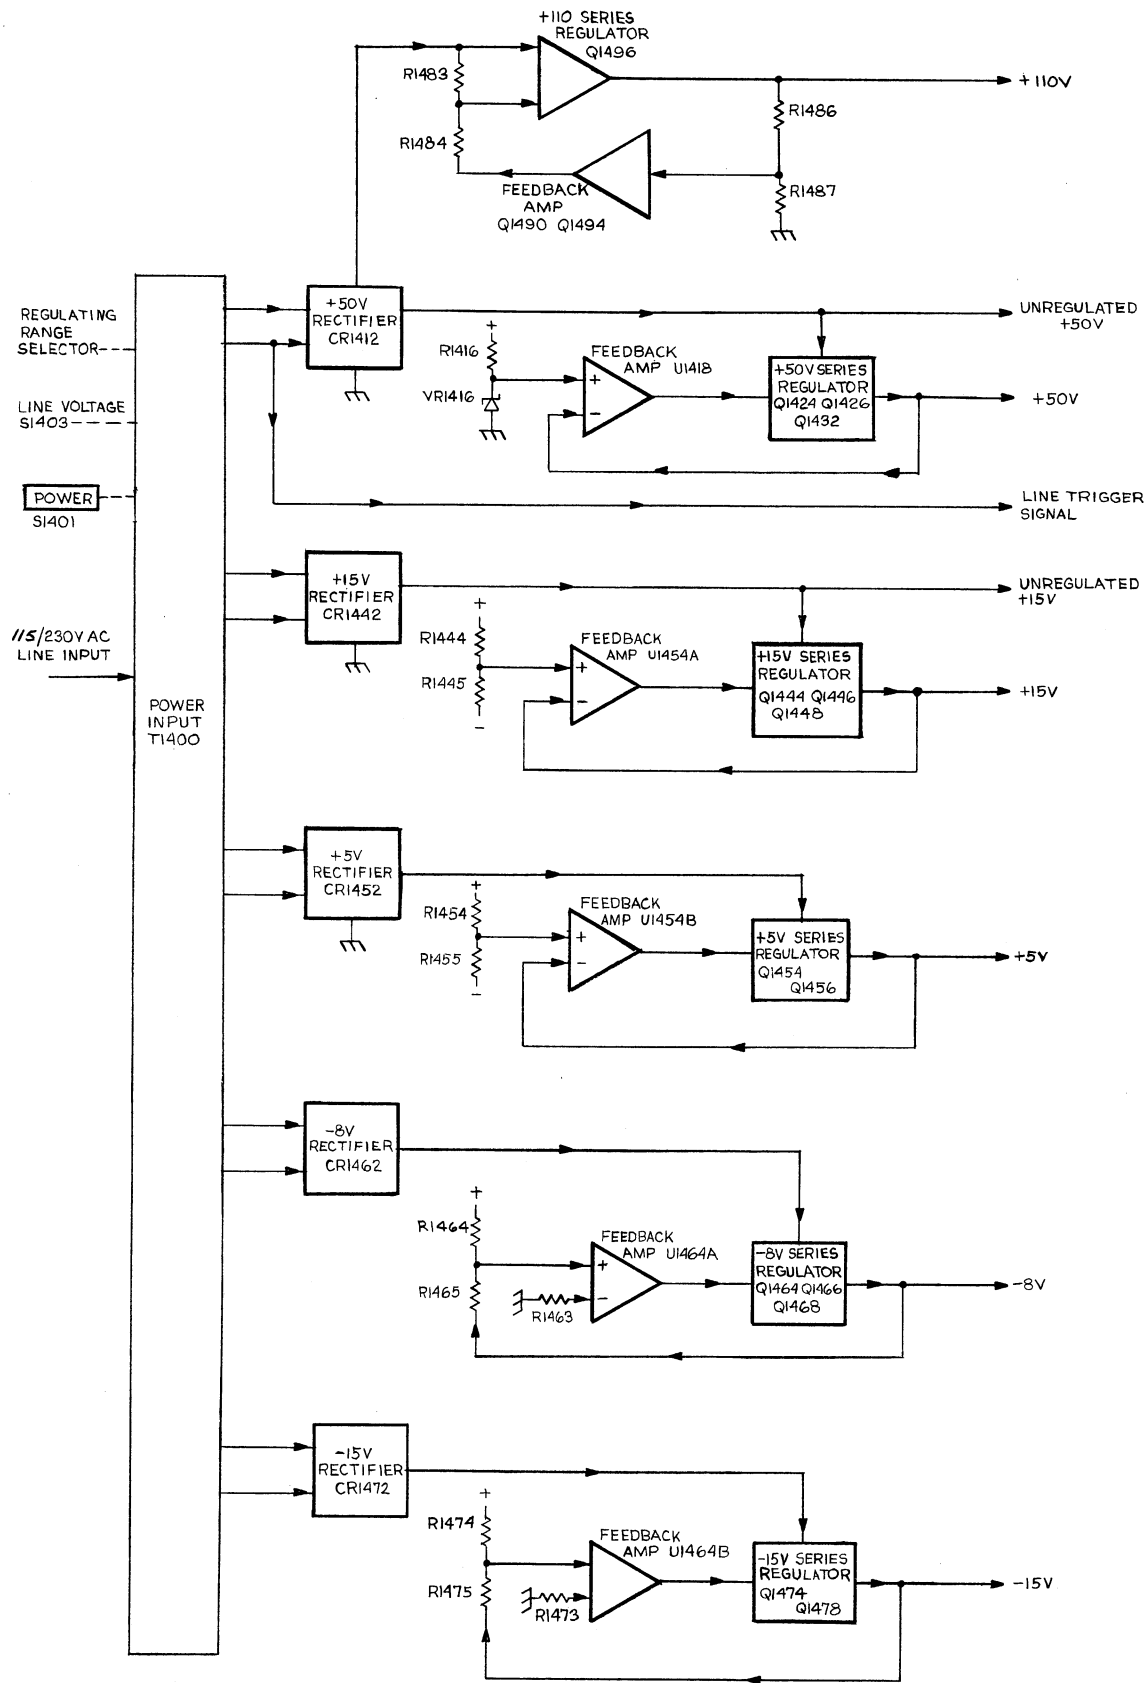 +110 SERIES
REGULATOR
Q1496
R1483
+110V
R1486
R1484
FEEDBACK
AMP
Q1490 Q1494
R1487
REGULATING
RANGE
SELECTOR
+50V
RECTIFIER
CR1412
UNREGULATED
+50V
R1416
FEEDBACK
AMP U1418
+50V SERIES
REGULATOR
Q1424 Q1426
Q1432
+
+
-
VR1416
+50V
LINE VOLTAGE
S1403
POWER
S1401
LINE TRIGGER
SIGNAL
+15V
RECTIFIER
CR1442
UNREGULATED
+15V
115/230V AC
LINE INPUT
+
R1444
R1445
-
FEEDBACK
AMP U1454A
+
-
+15V SERIES
REGULATOR
Q1444 Q1446
Q1448
+15V
POWER
INPUT
T1400
+5V
RECTIFIER
CR1452
+
R1454
R1455
-
FEEDBACK
AMP U1454B
+
-
+5V SERIES
REGULATOR
Q1454
Q1456
+5V
-8V
RECTIFIER
CR1462
+
R1464
R1465
FEEDBACK
AMP U1464A
+
-
R1463
-8V SERIES
REGULATOR
Q1464 Q1466
Q1468
-8V
-15V
RECTIFIER
CR1472
+
R1474
R1475
FEEDBACK
AMP U1464B
R1473
-15V SERIES
REGULATOR
Q1474
Q1478
-15V